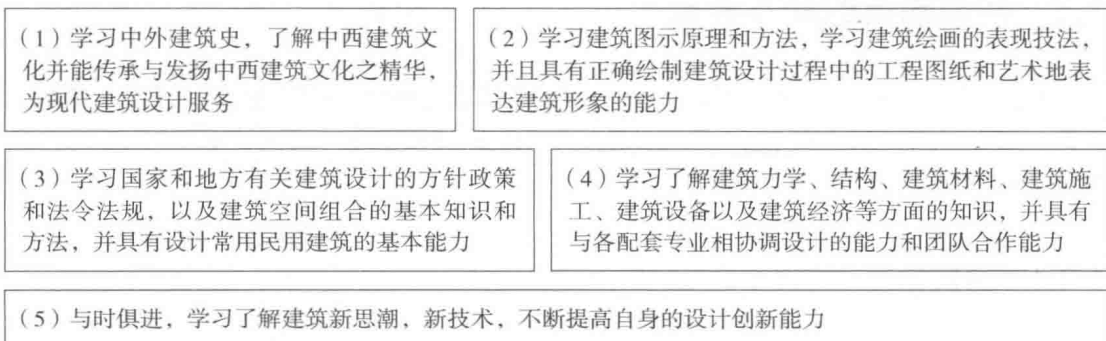 （1）学习中外建筑史，了解中西建筑文
化并能传承与发扬中西建筑文化之精华，
为现代建筑设计服务
（2）学习建筑图示原理和方法，学习建筑绘画的表现技法，
并且具有正确绘制建筑设计过程中的工程图纸和艺术地表
达建筑形象的能力
（3）学习国家和地方有关建筑设计的方针政策
和法令法规，以及建筑空间组合的基本知识和
方法，并具有设计常用民用建筑的基本能力
（4）学习了解建筑力学、结构、建筑材料、建筑施
工、建筑设备以及建筑经济等方面的知识，并具有
与各配套专业相协调设计的能力和团队合作能力
（5）与时俱进，学习了解建筑新思潮，新技术，不断提高自身的设计创新能力